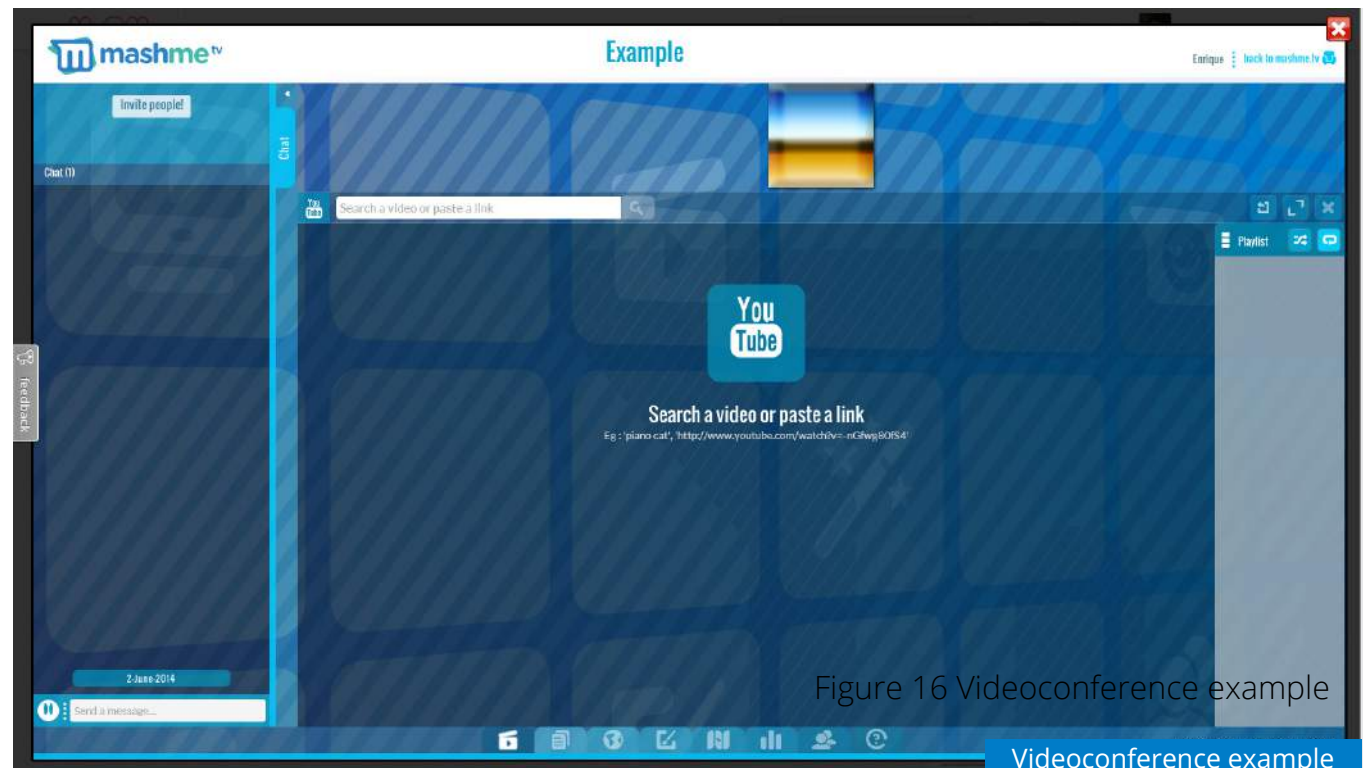 mashme tv
Example
Enrique
back to mashme.tv
Invite people!
Chat
Chat (1)
You Tube
Search a video or paste a link
Playlist
You
Tube
feedback
Search a video or paste a link
Eg : 'piano cat', 'http://www.youtube.com/watch?v=-nGfwg8OfS4'
2-June-2014
Send a message...
Figure 16 Videoconference example
Videoconference example